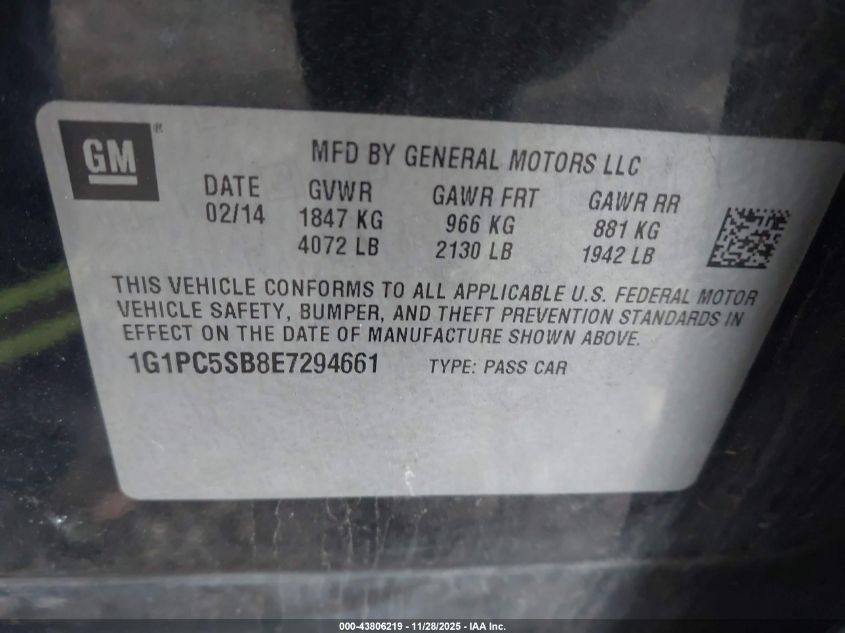 GM®
MFD BY GENERAL MOTORS LLC
DATE GVWR GAWR FRT GAWR RR
02/14 1847 KG 966 KG 881 KG
4072 LB 2130 LB 1942 LB
THIS VEHICLE CONFORMS TO ALL APPLICABLE U.S. FEDERAL MOTOR
VEHICLE SAFETY, BUMPER, AND THEFT PREVENTION STANDARDS IN
EFFECT ON THE DATE OF MANUFACTURE SHOWN ABOVE.
1G1PC5SB8E7294661 TYPE: PASS CAR
000-43806219 - 11/28/2025 - IAA Inc.